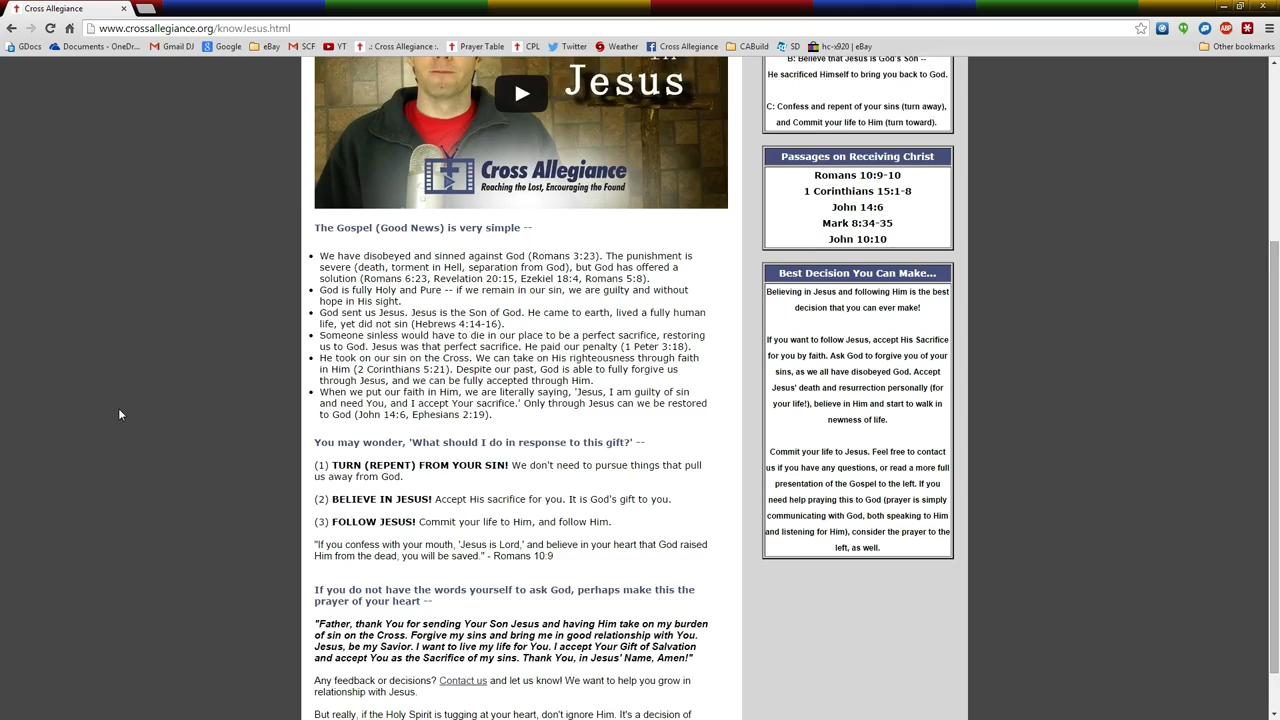 Cross Allegiance
www.crossallegiance.org/knowJesus.html
GDocs Documents - OneDr... Gmail DJ Google eBay SCF YT .: Cross Allegiance :. Prayer Table CPL Twitter Weather Cross Allegiance CABuild SD hc-x920 | eBay Other bookmarks
in
Jesus
Cross Allegiance
Reaching the Lost, Encouraging the Found
The Gospel (Good News) is very simple --
We have disobeyed and sinned against God (Romans 3:23). The punishment is
severe (death, torment in Hell, separation from God), but God has offered a
solution (Romans 6:23, Revelation 20:15, Ezekiel 18:4, Romans 5:8).
God is fully Holy and Pure -- if we remain in our sin, we are guilty and without
hope in His sight.
God sent us Jesus. Jesus is the Son of God. He came to earth, lived a fully human
life, yet did not sin (Hebrews 4:14-16).
Someone sinless would have to die in our place to be a perfect sacrifice, restoring
us to God. Jesus was that perfect sacrifice. He paid our penalty (1 Peter 3:18).
He took on our sin on the Cross. We can take on His righteousness through faith
in Him (2 Corinthians 5:21). Despite our past, God is able to fully forgive us
through Jesus, and we can be fully accepted through Him.
When we put our faith in Him, we are literally saying, 'Jesus, I am guilty of sin
and need You, and I accept Your sacrifice.' Only through Jesus can we be restored
to God (John 14:6, Ephesians 2:19).
You may wonder, 'What should I do in response to this gift?' --
(1) TURN (REPENT) FROM YOUR SIN! We don't need to pursue things that pull
us away from God.
(2) BELIEVE IN JESUS! Accept His sacrifice for you. It is God's gift to you.
(3) FOLLOW JESUS! Commit your life to Him, and follow Him.
"If you confess with your mouth, 'Jesus is Lord,' and believe in your heart that God raised
Him from the dead, you will be saved." - Romans 10:9
If you do not have the words yourself to ask God, perhaps make this the
prayer of your heart --
"Father, thank You for sending Your Son Jesus and having Him take on my burden
of sin on the Cross. Forgive my sins and bring me in good relationship with You.
Jesus, be my Savior. I want to live my life for You. I accept Your Gift of Salvation
and accept You as the Sacrifice of my sins. Thank You, in Jesus' Name, Amen!"
Any feedback or decisions? Contact us and let us know! We want to help you grow in
relationship with Jesus.
But really, if the Holy Spirit is tugging at your heart, don't ignore Him. It's a decision of
B: Believe that Jesus is God's Son --
He sacrificed Himself to bring you back to God.
C: Confess and repent of your sins (turn away),
and Commit your life to Him (turn toward).
Passages on Receiving Christ
Romans 10:9-10
1 Corinthians 15:1-8
John 14:6
Mark 8:34-35
John 10:10
Best Decision You Can Make...
Believing in Jesus and following Him is the best
decision that you can ever make!
If you want to follow Jesus, accept His Sacrifice
for you by faith. Ask God to forgive you of your
sins, as we all have disobeyed God. Accept
Jesus' death and resurrection personally (for
your life!), believe in Him and start to walk in
newness of life.
Commit your life to Jesus. Feel free to contact
us if you have any questions, or read a more full
presentation of the Gospel to the left. If you
need help praying this to God (prayer is simply
communicating with God, both speaking to Him
and listening for Him), consider the prayer to the
left, as well.